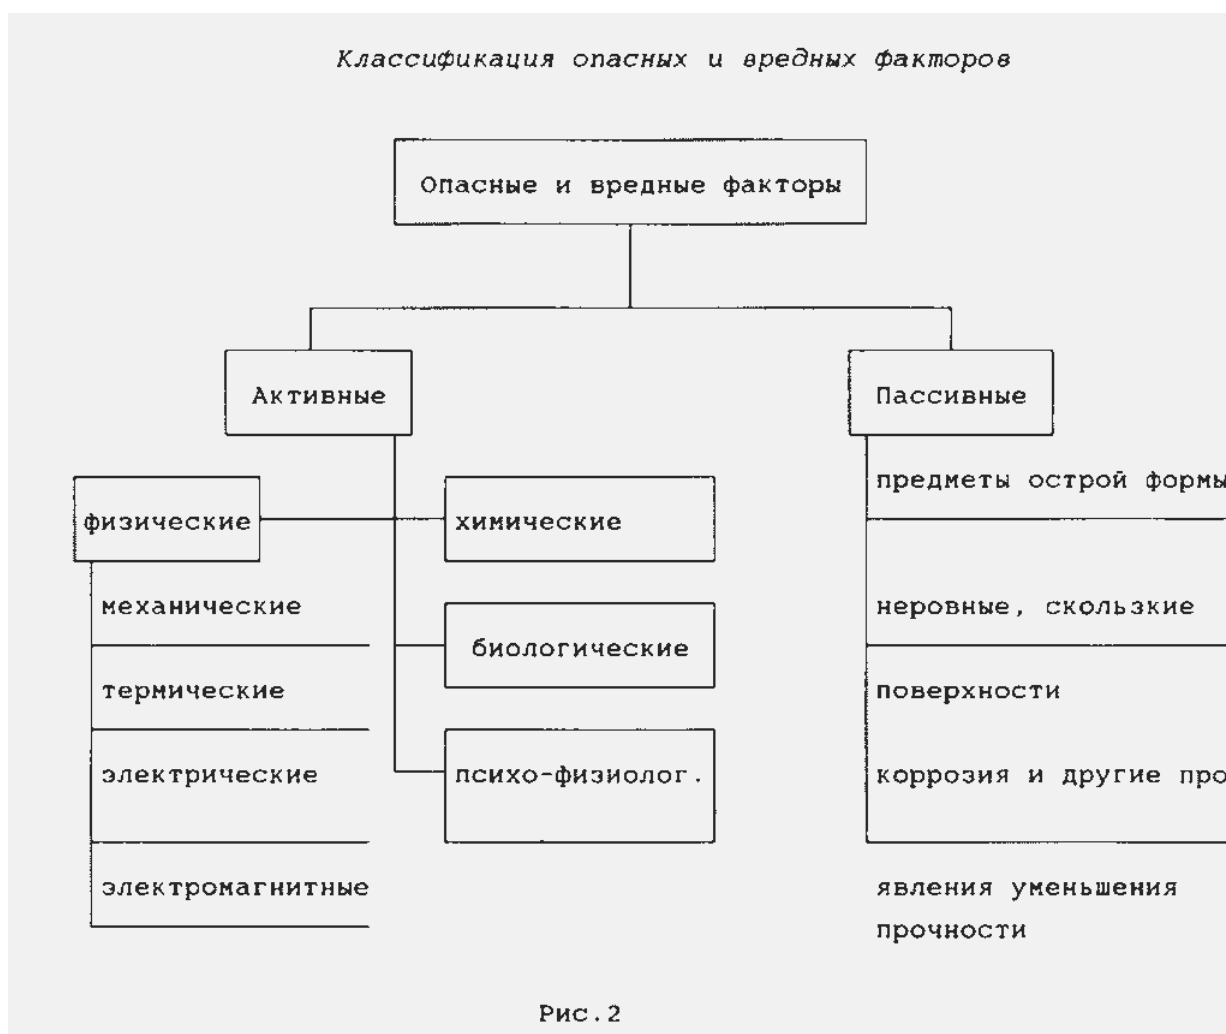 Классификация опасных и вредных факторов
Опасные и вредные факторы
Активные
Пассивные
физические
механические
термические
электрические
электромагнитные
химические
биологические
психо-физиолог.
предметы острой формы
неровные, скользкие
поверхности
коррозия и другие про
явления уменьшения
прочности
Рис.2